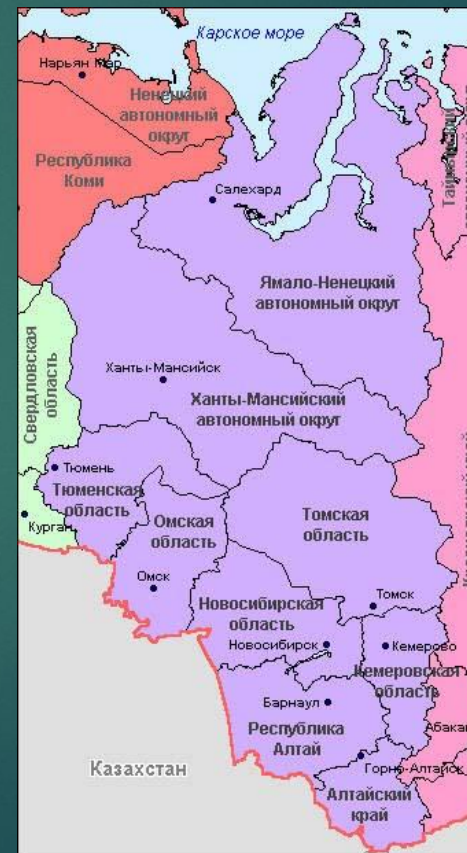 Карское море
Нарьян Мар
Ненецкий
автономный
округ
Республика
Коми
Салехард
Ямало-Ненецкий
автономный округ
Свердловская
область
Ханты-Мансийск
Ханты-Мансийский
автономный округ
Тюмень
Тюменская
область
Курган
Омская
область
Томская
область
Омск
Томск
Новосибирская
область
Новосибирск
Кемерово
Кемеровская
область
Барнаул
Республика
Алтай
Абакан
Горно-Алтайск
Казахстан
Алтайский
край